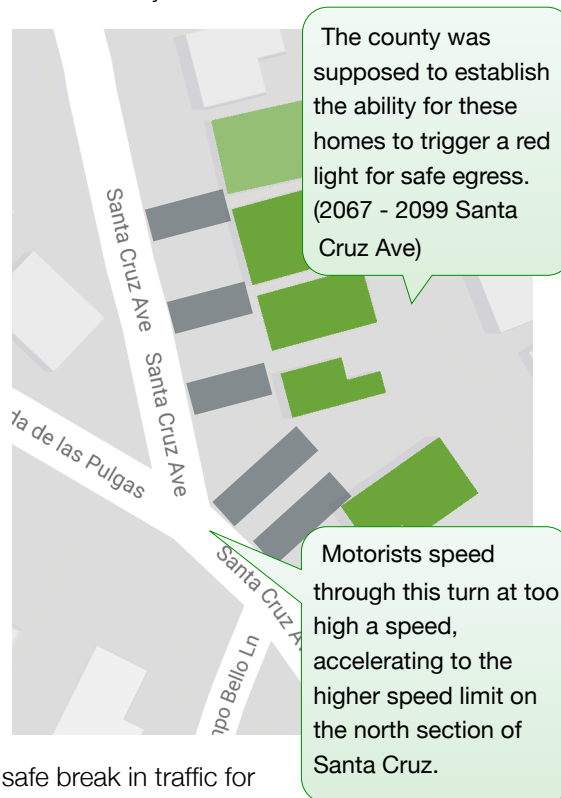 The county was
supposed to establish
the ability for these
homes to trigger a red
light for safe egress.
(2067 - 2099 Santa
Cruz Ave)
Santa Cruz Ave
Santa Cruz Ave
da de las Pulgas
Santa Cruz
Motorists speed
through this turn at too
high a speed,
accelerating to the
higher speed limit on
the north section of
Santa Cruz.
mpo Bello Ln
safe break in traffic for